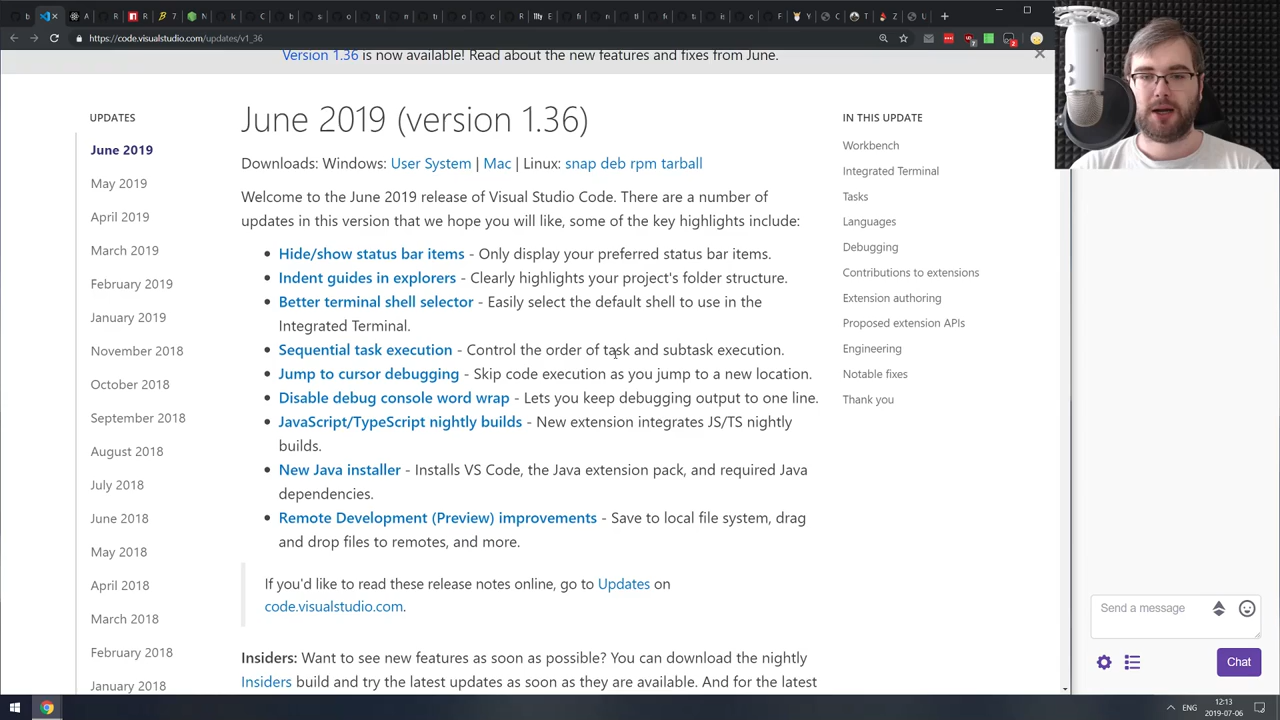 https://code.visualstudio.com/updates/v1_36
Version 1.36 is now available! Read about the new features and fixes from June.
UPDATES
June 2019
May 2019
April 2019
March 2019
February 2019
January 2019
November 2018
October 2018
September 2018
August 2018
July 2018
June 2018
May 2018
April 2018
March 2018
February 2018
January 2018
June 2019 (version 1.36)
Downloads: Windows: User System | Mac | Linux: snap deb rpm tarball
Welcome to the June 2019 release of Visual Studio Code. There are a number of
updates in this version that we hope you will like, some of the key highlights include:
Hide/show status bar items - Only display your preferred status bar items.
Indent guides in explorers - Clearly highlights your project's folder structure.
Better terminal shell selector - Easily select the default shell to use in the
Integrated Terminal.
Sequential task execution - Control the order of task and subtask execution.
Jump to cursor debugging - Skip code execution as you jump to a new location.
Disable debug console word wrap - Lets you keep debugging output to one line.
JavaScript/TypeScript nightly builds - New extension integrates JS/TS nightly
builds.
New Java installer - Installs VS Code, the Java extension pack, and required Java
dependencies.
Remote Development (Preview) improvements - Save to local file system, drag
and drop files to remotes, and more.
If you'd like to read these release notes online, go to Updates on
code.visualstudio.com.
Insiders: Want to see new features as soon as possible? You can download the nightly
Insiders build and try the latest updates as soon as they are available. And for the latest
IN THIS UPDATE
Workbench
Integrated Terminal
Tasks
Languages
Debugging
Contributions to extensions
Extension authoring
Proposed extension APIs
Engineering
Notable fixes
Thank you
Send a message
Chat
ENG
12:13
2019-07-06